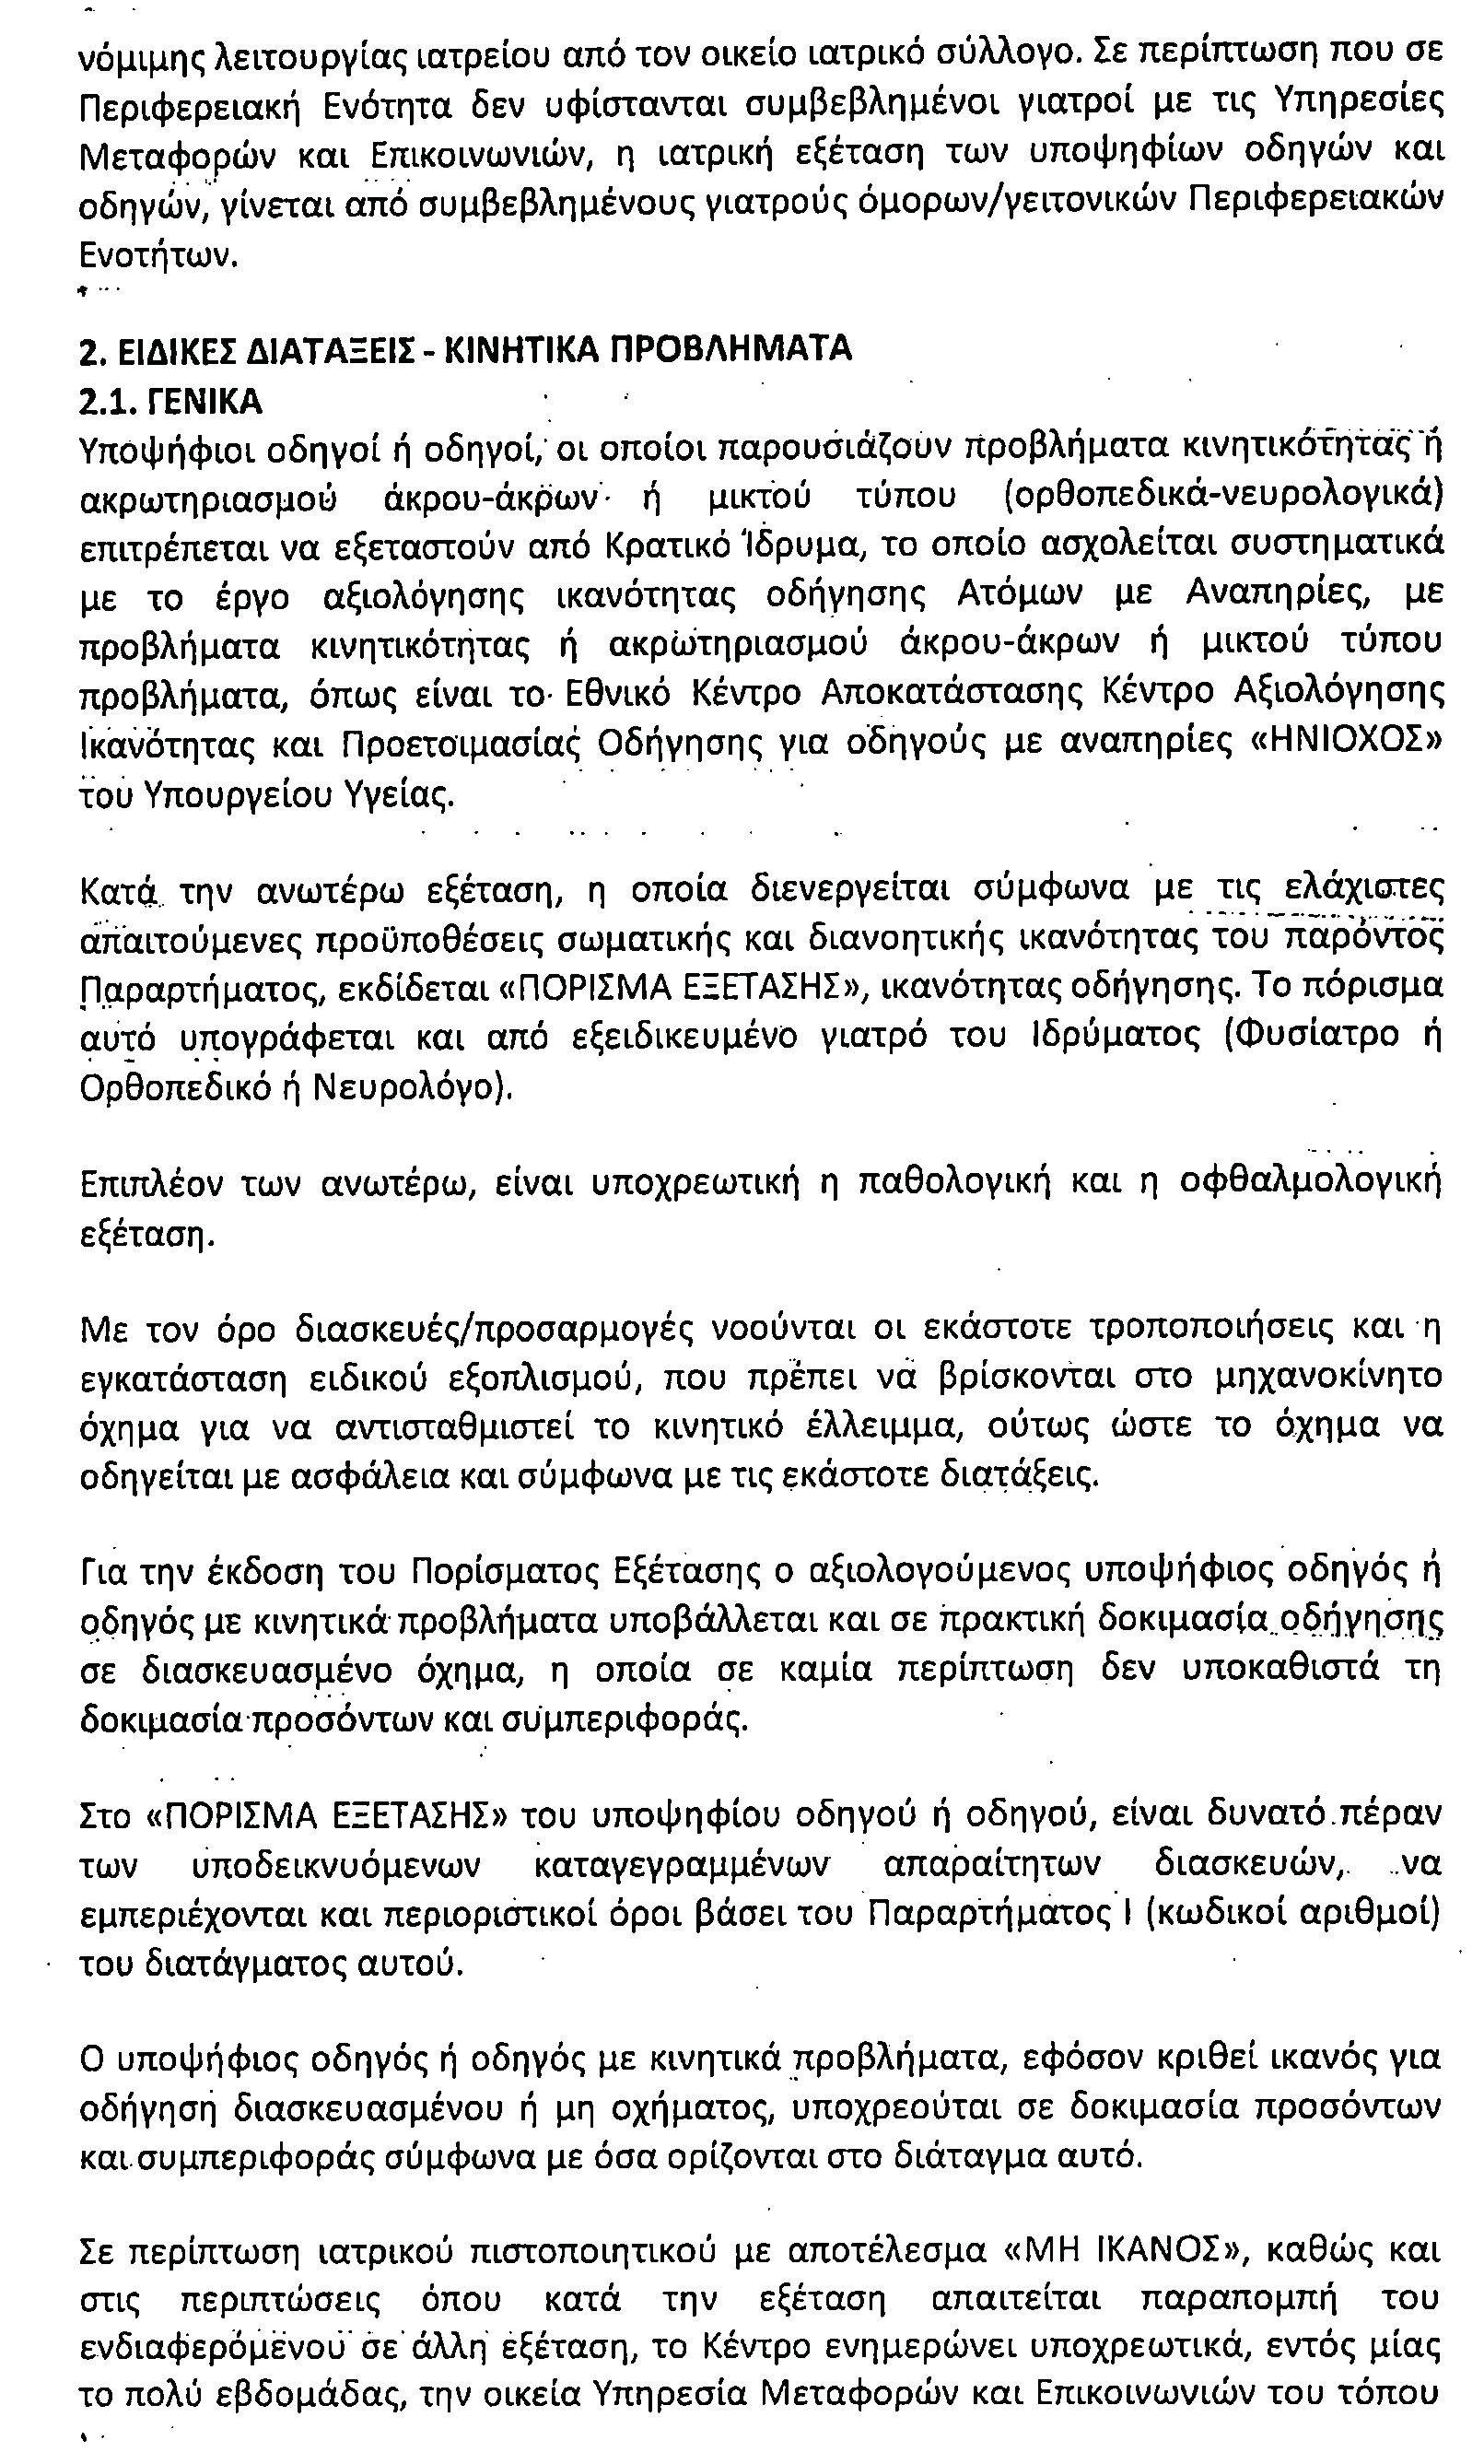 νόμιμης λειτουργίας ιατρείου από τον οικείο ιατρικό σύλλογο. Σε περίπτωση που σε
Περιφερειακή Ενότητα δεν υφίστανται συμβεβλημένοι γιατροί με τις Υπηρεσίες
Μεταφορών και Επικοινωνιών, η ιατρική εξέταση των υποψηφίων οδηγών και
οδηγών, γίνεται από συμβεβλημένους γιατρούς όμορων/γειτονικών Περιφερειακών
Ενοτήτων.
2. ΕΙΔΙΚΕΣ ΔΙΑΤΑΞΕΙΣ - ΚΙΝΗΤΙΚΑ ΠΡΟΒΛΗΜΑΤΑ
2.1. ΓΕΝΙΚΑ
Υποψήφιοι οδηγοί ή οδηγοί, οι οποίοι παρουσιάζουν προβλήματα κινητικότητας ή
ακρωτηριασμού άκρου-άκρων ή μικτού τύπου (ορθοπεδικά-νευρολογικά)
επιτρέπεται να εξεταστούν από Κρατικό Ίδρυμα, το οποίο ασχολείται συστηματικά
με το έργο αξιολόγησης ικανότητας οδήγησης Ατόμων με Αναπηρίες, με
προβλήματα κινητικότητας ή ακρωτηριασμού άκρου-άκρων ή μικτού τύπου
προβλήματα, όπως είναι το Εθνικό Κέντρο Αποκατάστασης Κέντρο Αξιολόγησης
Ικανότητας και Προετοιμασίας Οδήγησης για οδηγούς με αναπηρίες «ΗΝΙΟΧΟΣ»
του Υπουργείου Υγείας.
Κατά την ανωτέρω εξέταση, η οποία διενεργείται σύμφωνα με τις ελάχιστες
απαιτούμενες προϋποθέσεις σωματικής και διανοητικής ικανότητας του παρόντος
Παραρτήματος, εκδίδεται «ΠΟΡΙΣΜΑ ΕΞΕΤΑΣΗΣ», ικανότητας οδήγησης. Το πόρισμα
αυτό υπογράφεται και από εξειδικευμένο γιατρό του Ιδρύματος (Φυσίατρο ή
Ορθοπεδικό ή Νευρολόγο).
Επιπλέον των ανωτέρω, είναι υποχρεωτική η παθολογική και η οφθαλμολογική
εξέταση.
Με τον όρο διασκευές/προσαρμογές νοούνται οι εκάστοτε τροποποιήσεις και η
εγκατάσταση ειδικού εξοπλισμού, που πρέπει να βρίσκονται στο μηχανοκίνητο
όχημα για να αντισταθμιστεί το κινητικό έλλειμμα, ούτως ώστε το όχημα να
οδηγείται με ασφάλεια και σύμφωνα με τις εκάστοτε διατάξεις.
Για την έκδοση του Πορίσματος Εξέτασης ο αξιολογούμενος υποψήφιος οδηγός ή
οδηγός με κινητικά προβλήματα υποβάλλεται και σε πρακτική δοκιμασία οδήγησης
σε διασκευασμένο όχημα, η οποία σε καμία περίπτωση δεν υποκαθιστά τη
δοκιμασία προσόντων και συμπεριφοράς.
Στο «ΠΟΡΙΣΜΑ ΕΞΕΤΑΣΗΣ» του υποψηφίου οδηγού ή οδηγού, είναι δυνατό πέραν
των υποδεικνυόμενων καταγεγραμμένων απαραίτητων διασκευών, να
εμπεριέχονται και περιοριστικοί όροι βάσει του Παραρτήματος Ι (κωδικοί αριθμοί)
του διατάγματος αυτού.
Ο υποψήφιος οδηγός ή οδηγός με κινητικά προβλήματα, εφόσον κριθεί ικανός για
οδήγηση διασκευασμένου ή μη οχήματος, υποχρεούται σε δοκιμασία προσόντων
και συμπεριφοράς σύμφωνα με όσα ορίζονται στο διάταγμα αυτό.
Σε περίπτωση ιατρικού πιστοποιητικού με αποτέλεσμα «ΜΗ ΙΚΑΝΟΣ», καθώς και
στις περιπτώσεις όπου κατά την εξέταση απαιτείται παραπομπή του
ενδιαφερόμενου σε άλλη εξέταση, το Κέντρο ενημερώνει υποχρεωτικά, εντός μίας
το πολύ εβδομάδας, την οικεία Υπηρεσία Μεταφορών και Επικοινωνιών του τόπου